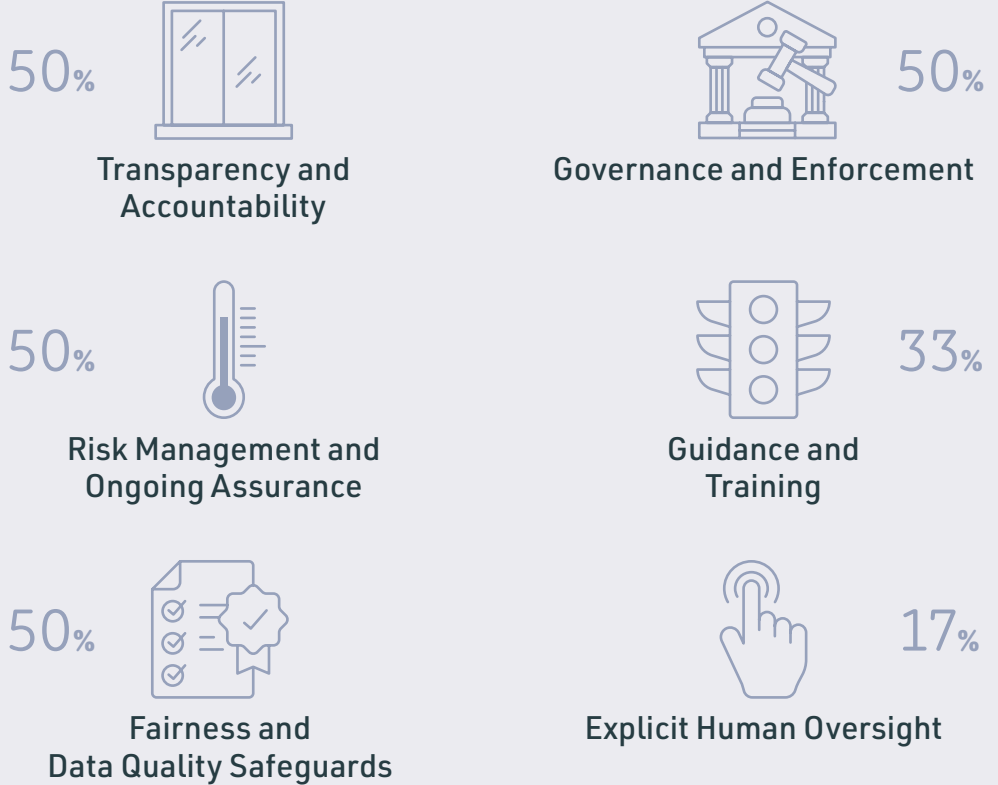 50%
Transparency and
Accountability
50%
Governance and Enforcement
50%
Risk Management and
Ongoing Assurance
33%
Guidance and
Training
50%
Fairness and
Data Quality Safeguards
17%
Explicit Human Oversight